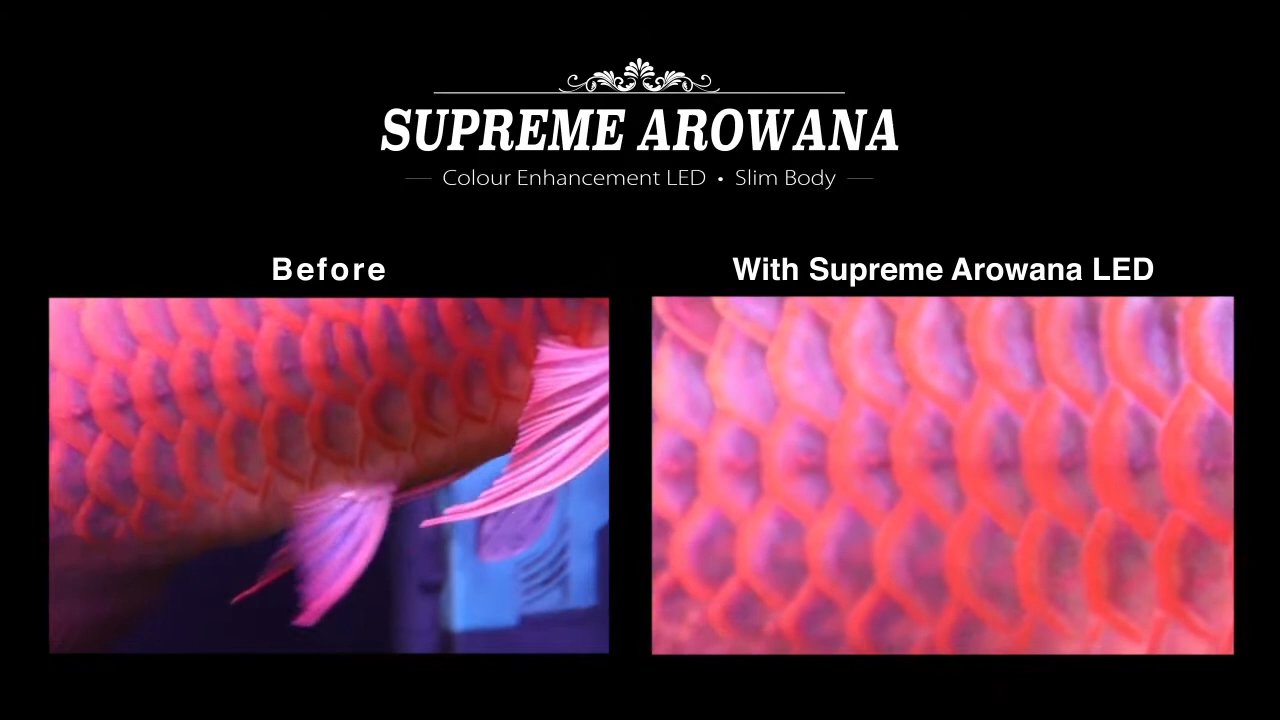 SUPREME AROWANA
Colour Enhancement LED • Slim Body
Before
With Supreme Arowana LED